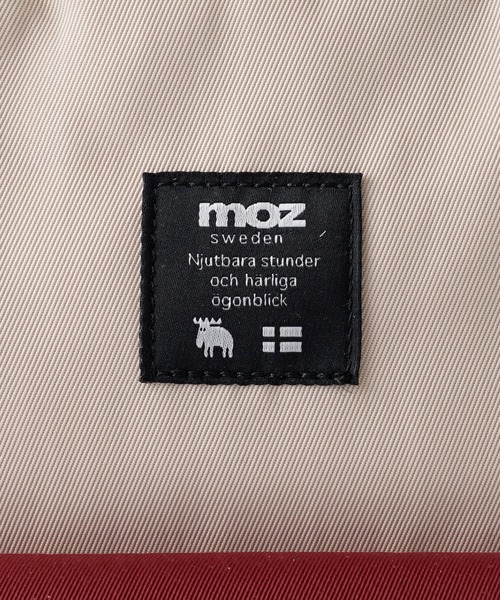 moz
sweden
Njutbara stunder
och härliga
ögonblick